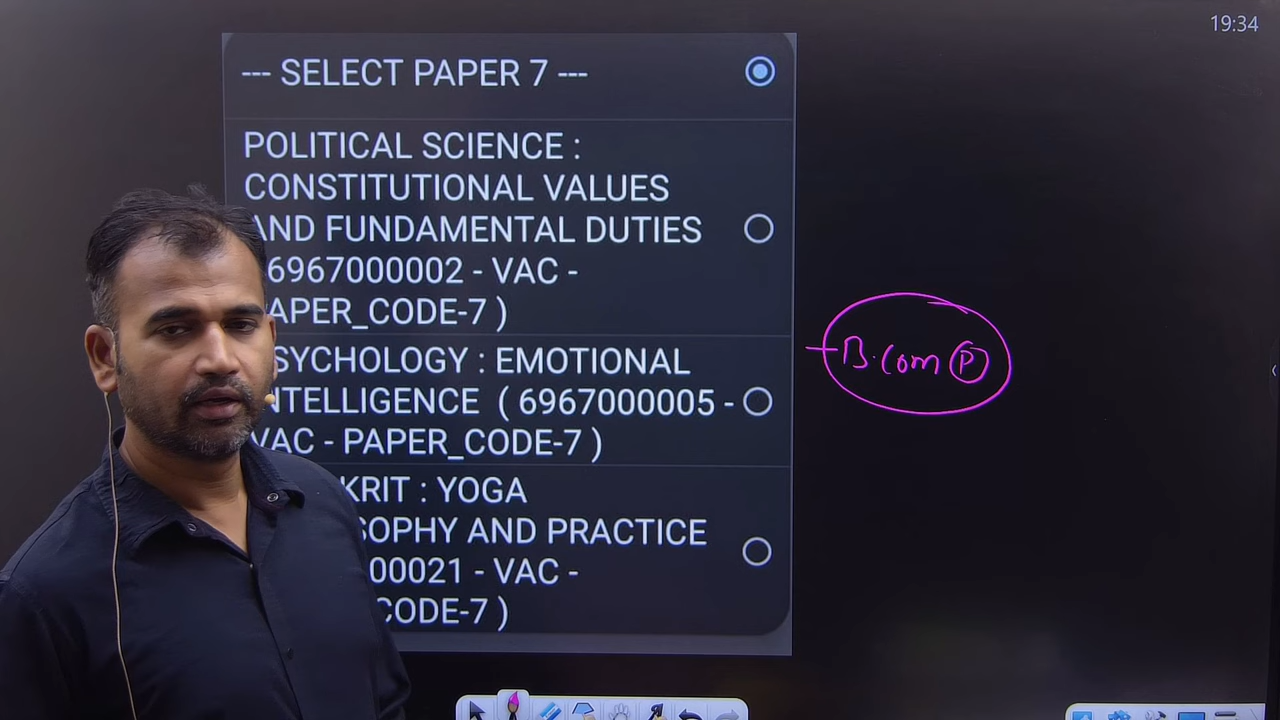 19:34
--- SELECT PAPER 7 ---
POLITICAL SCIENCE :
CONSTITUTIONAL VALUES
AND FUNDAMENTAL DUTIES
6967000002 - VAC -
PAPER_CODE-7 )
SYCHOLOGY : EMOTIONAL
NTELLIGENCE ( 6967000005 -
VAC - PAPER_CODE-7 )
KRIT : YOGA
SOPHY AND PRACTICE
00021 - VAC -
CODE-7 )
B.Com (P)